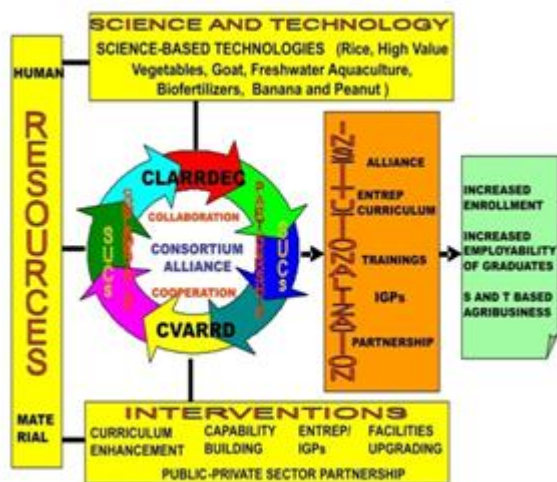 SCIENCE AND TECHNOLOGY
SCIENCE-BASED TECHNOLOGIES (Rice, High Value
Vegetables, Goat, Freshwater Aquaculture,
Biofertilizers, Banana and Peanut )
HUMAN
RESOURCES
MATE
RIAL
CLARRDEC
COLLABORATION
CONSORTIUM
ALLIANCE
COOPERATION
CVARRD
SUCS
SUCS
INSTITUTIONALIZATION
ALLIANCE
ENTREP
CURRICULUM
TRAININGS
IGPs
PARTNERSHIP
INCREASED
ENROLLMENT
INCREASED
EMPLOYABILITY
OF GRADUATES
S AND T BASED
AGRIBUSINESS
INTERVENTIONS
CURRICULUM
ENHANCEMENT
CAPABILITY
BUILDING
ENTREP/
IGPs
FACILITIES
UPGRADING
PUBLIC-PRIVATE SECTOR PARTNERSHIP